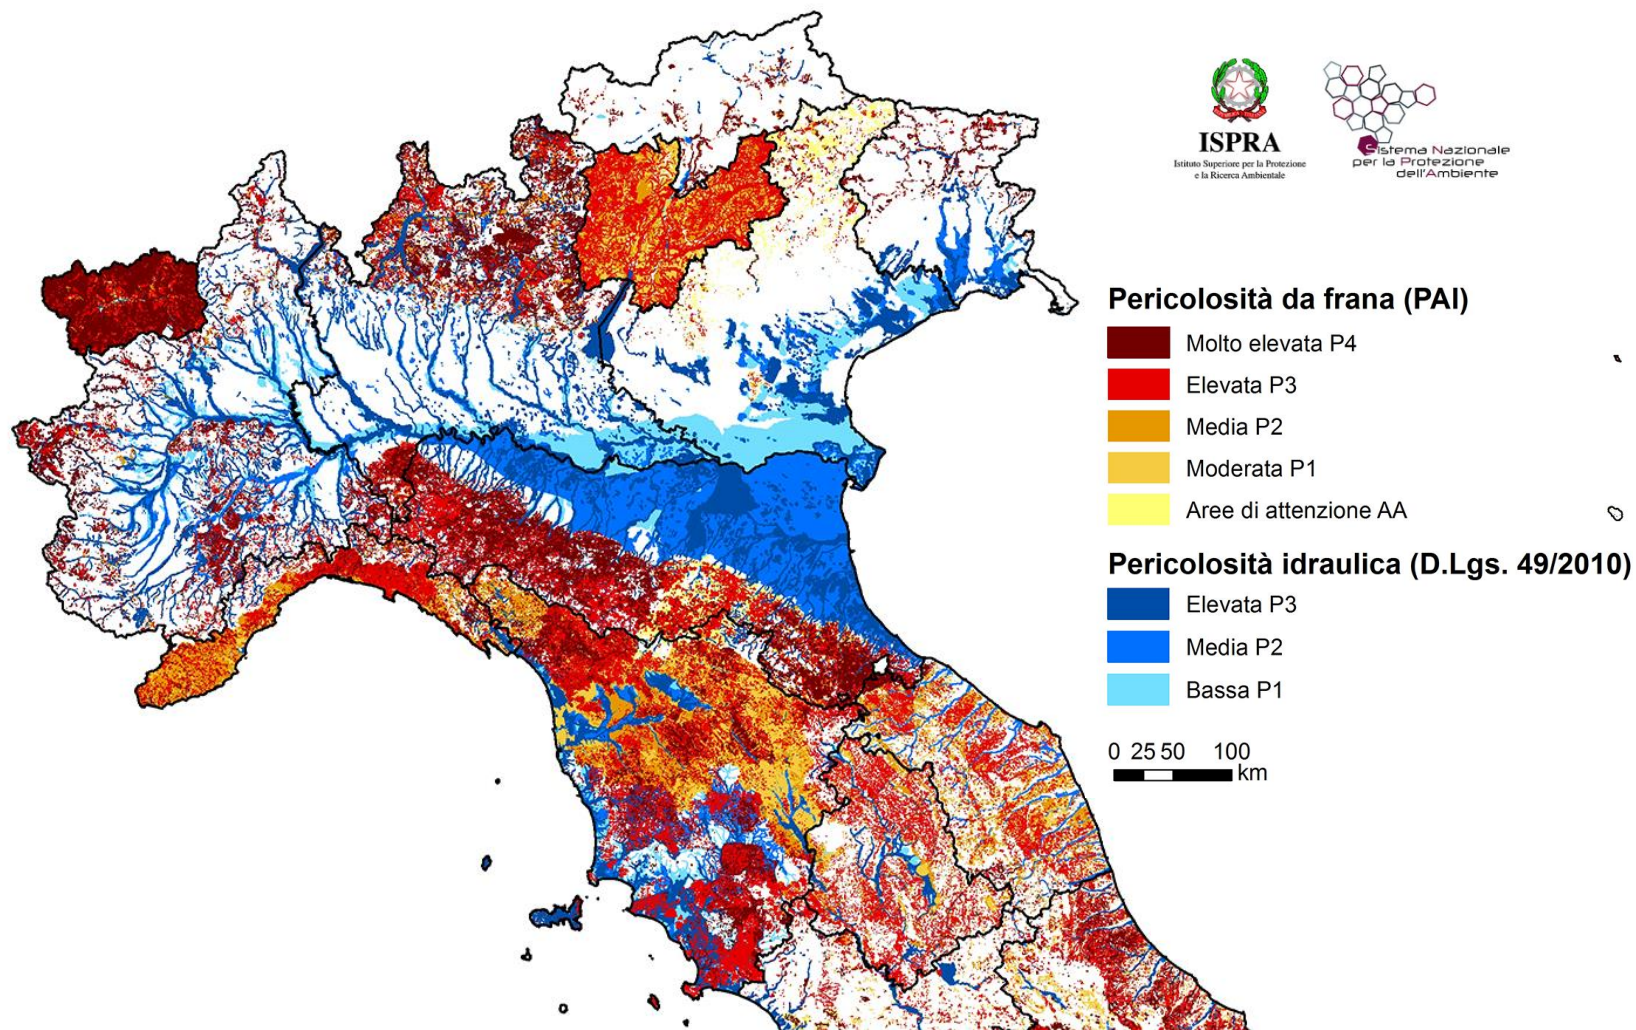 ISPRA
Istituto Superiore per la Protezione
e la Ricerca Ambientale
Sistema Nazionale
per la Protezione
dell'Ambiente
Pericolosità da frana (PAI)
Molto elevata P4
Elevata P3
Media P2
Moderata P1
Aree di attenzione AA
Pericolosità idraulica (D.Lgs. 49/2010)
Elevata P3
Media P2
Bassa P1
0 25 50 100
km